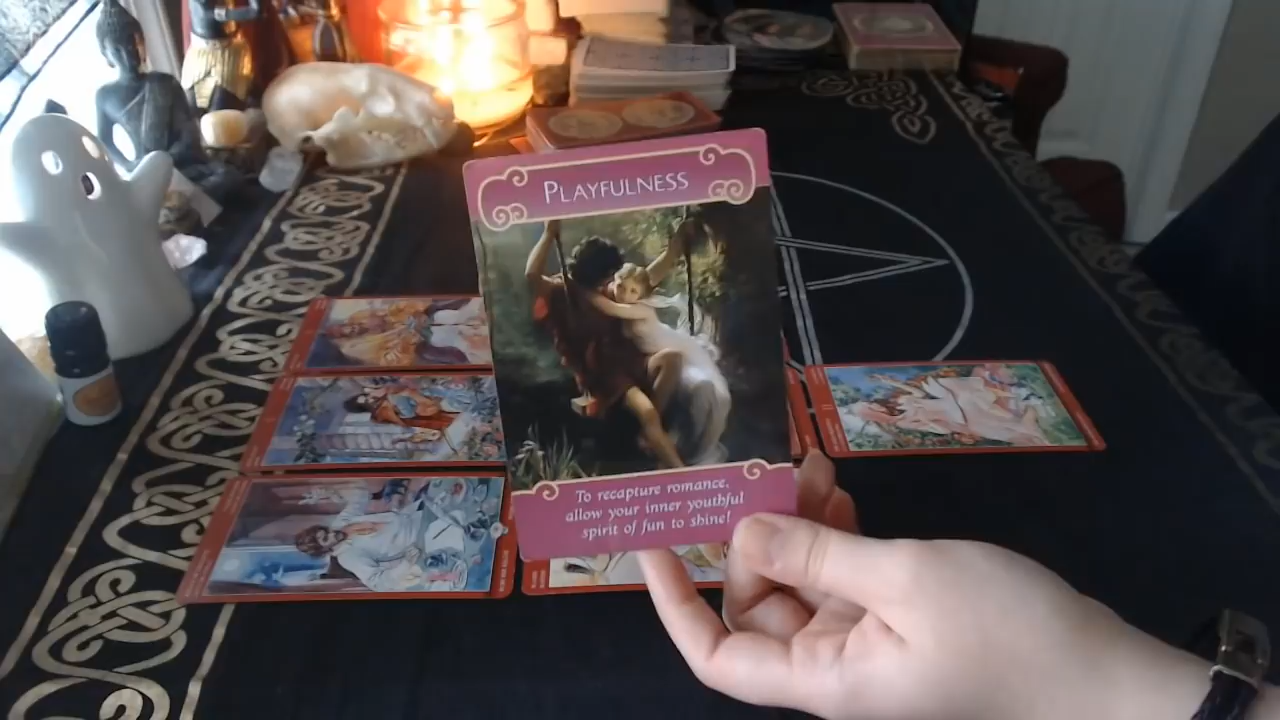 PLAYFULNESS
To recapture romance,
allow your inner youthful
spirit of fun to shine!